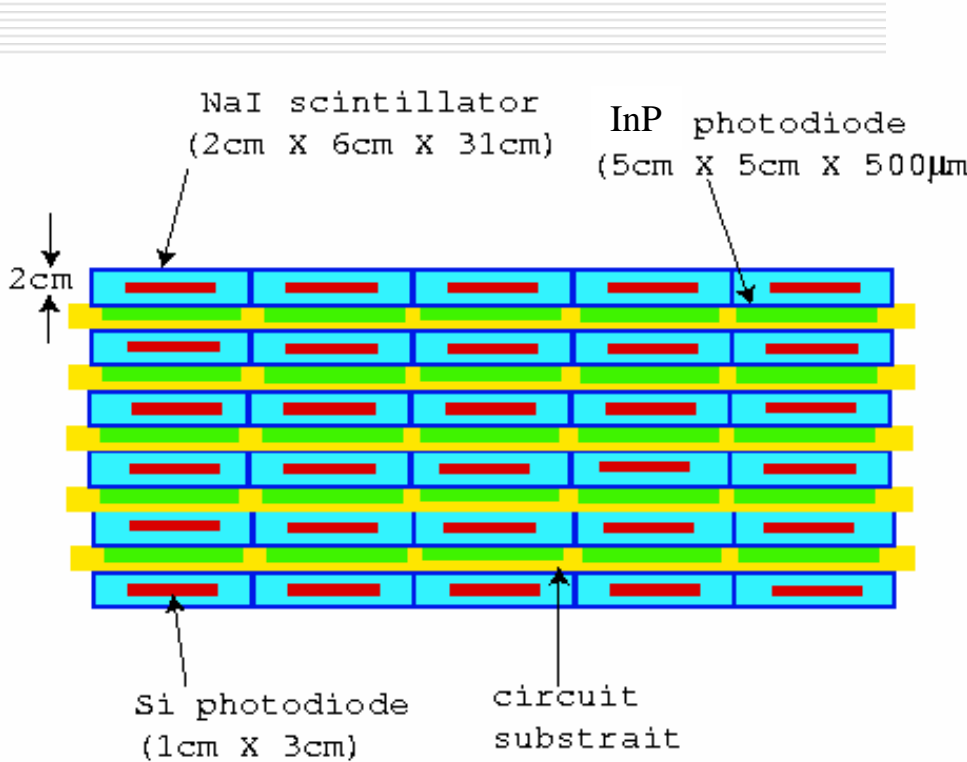 NaI scintillator
(2cm X 6cm X 31cm)
InP photodiode
(5cm X 5cm X 500μm
2cm
Si photodiode
(1cm X 3cm)
circuit
substrait